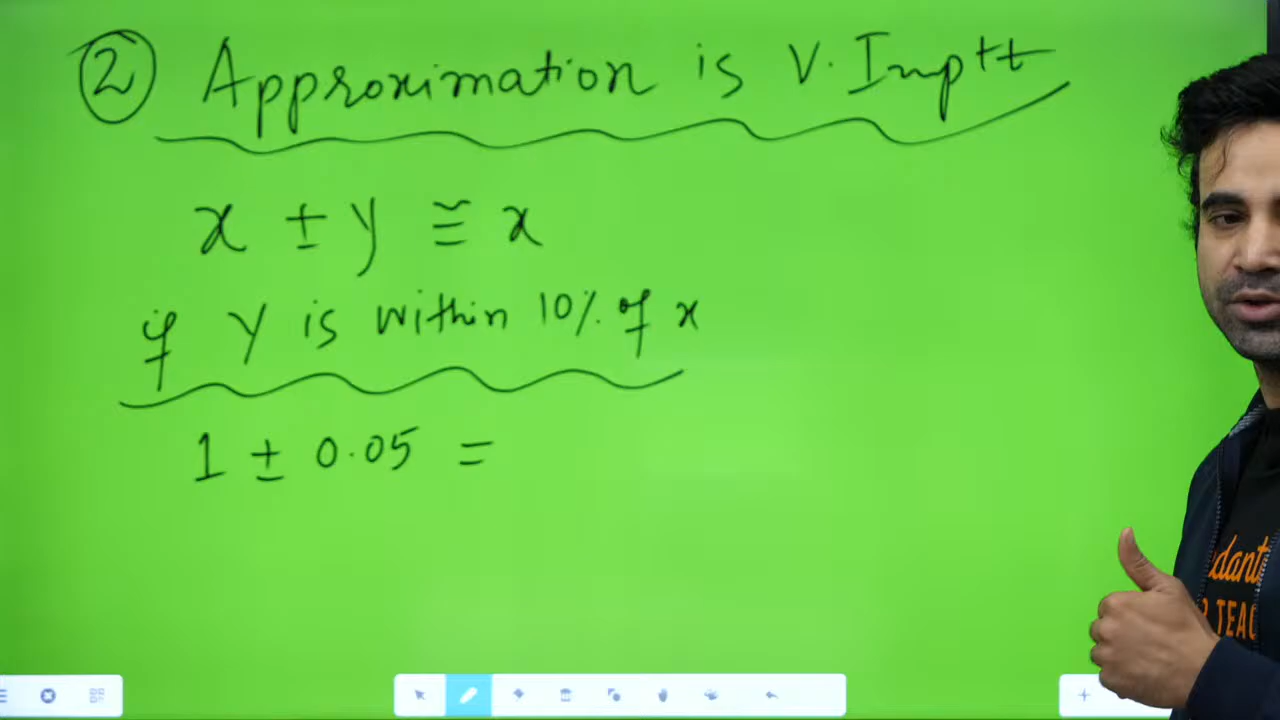 ② Approximation is V. Imptt
x ± y ≅ x
if y is within 10% of x
1 ± 0.05 =